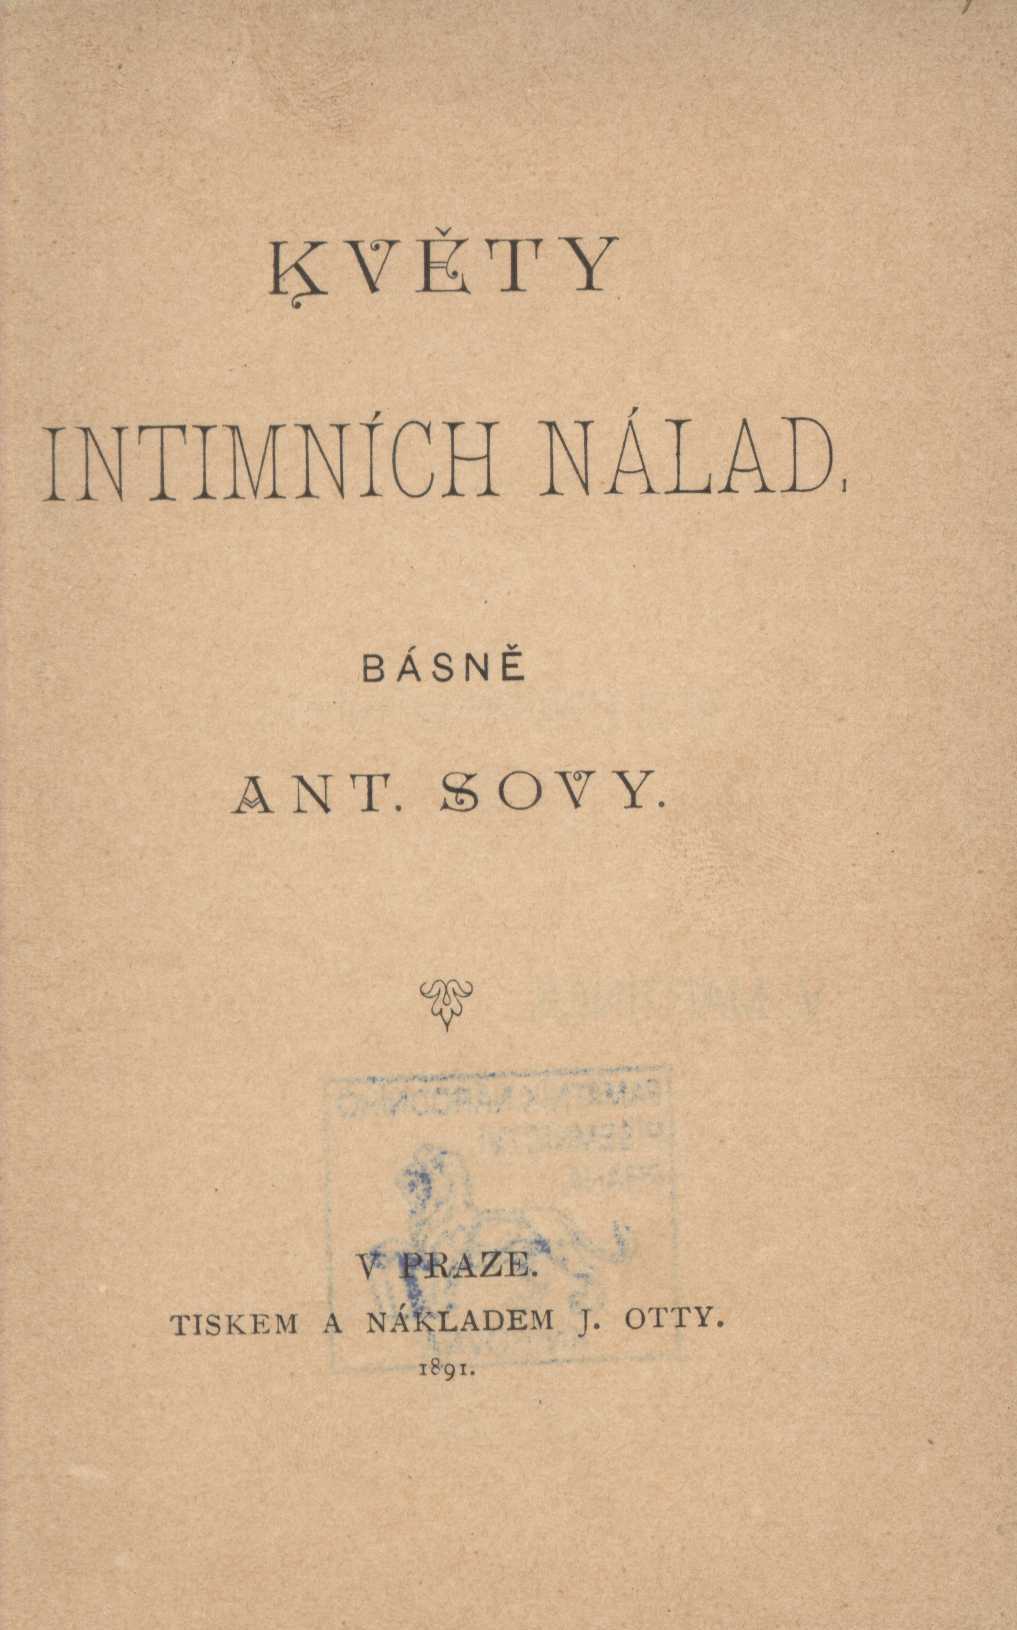 KVĚTY
INTIMNÍCH NÁLAD.
BÁSNĚ
ANT. SOVY.
V PRAZE.
TISKEM A NÁKLADEM J. OTTY.
1891.